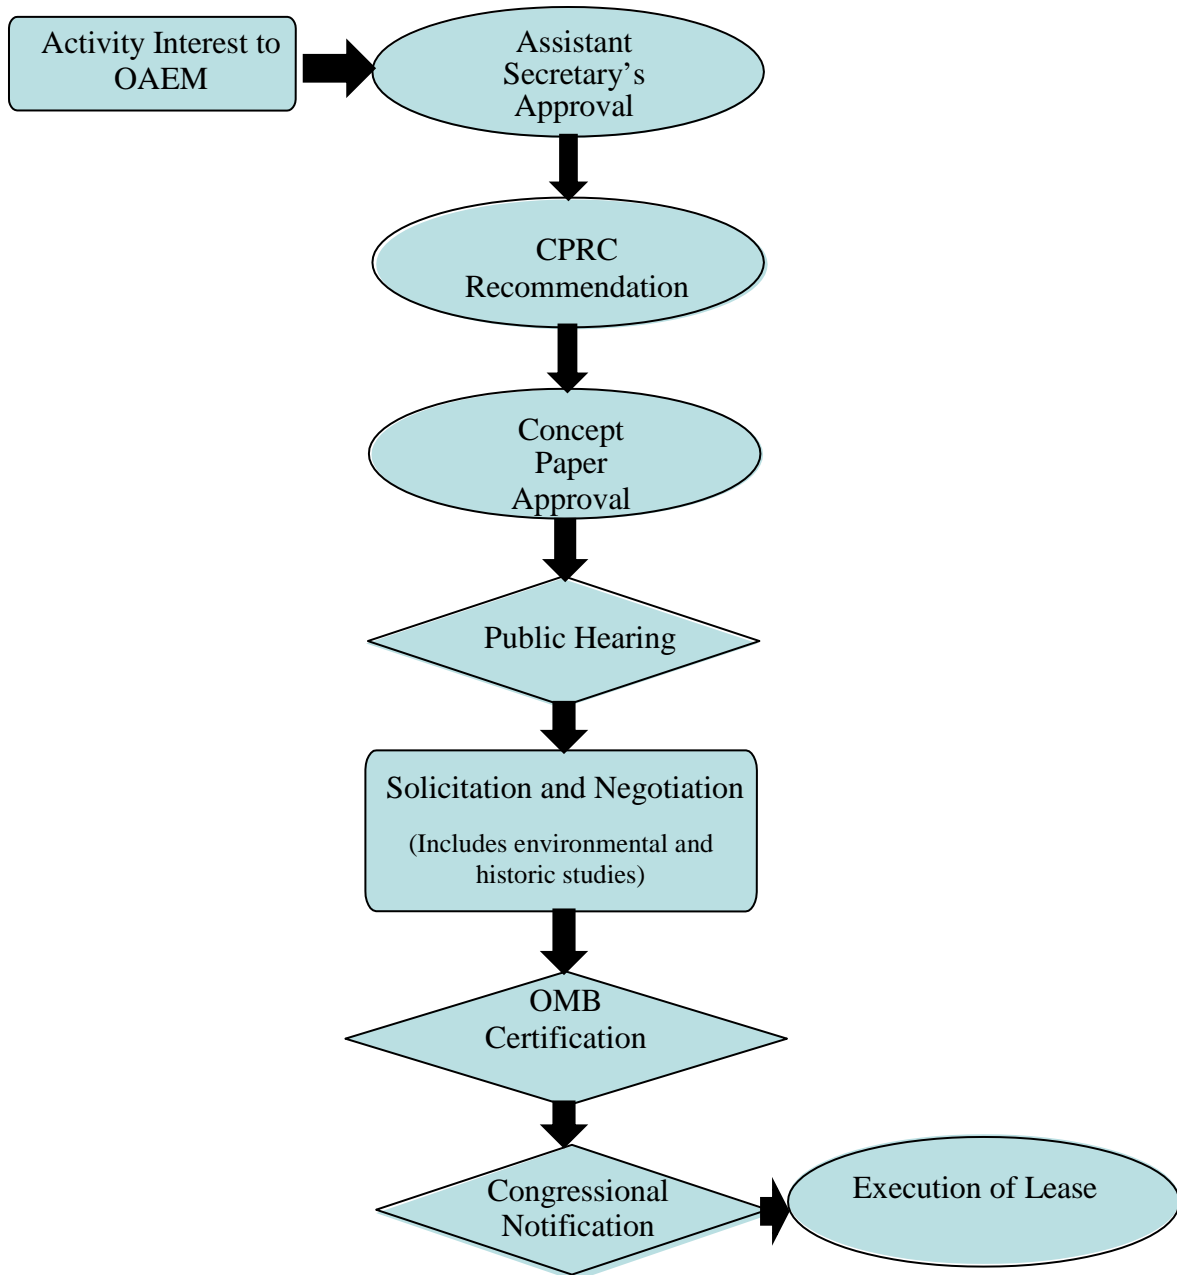 Activity Interest to
OAEM
Assistant
Secretary’s
Approval
CPRC
Recommendation
Concept
Paper
Approval
Public Hearing
Solicitation and Negotiation
(Includes environmental and
historic studies)
OMB
Certification
Congressional
Notification
Execution of Lease